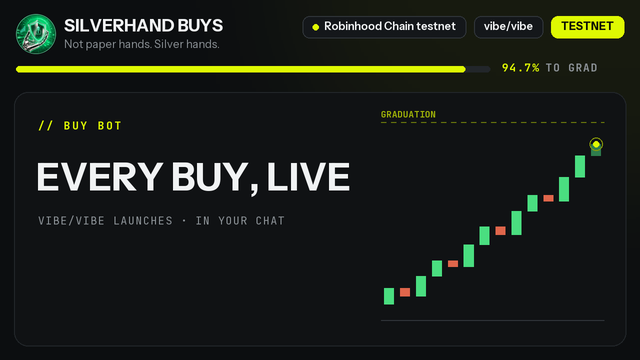 SILVERHAND BUYS
Not paper hands. Silver hands.
Robinhood Chain testnet
vibe/vibe
TESTNET
94.7% TO GRAD
// BUY BOT
GRADUATION
EVERY BUY, LIVE
VIBE/VIBE LAUNCHES · IN YOUR CHAT